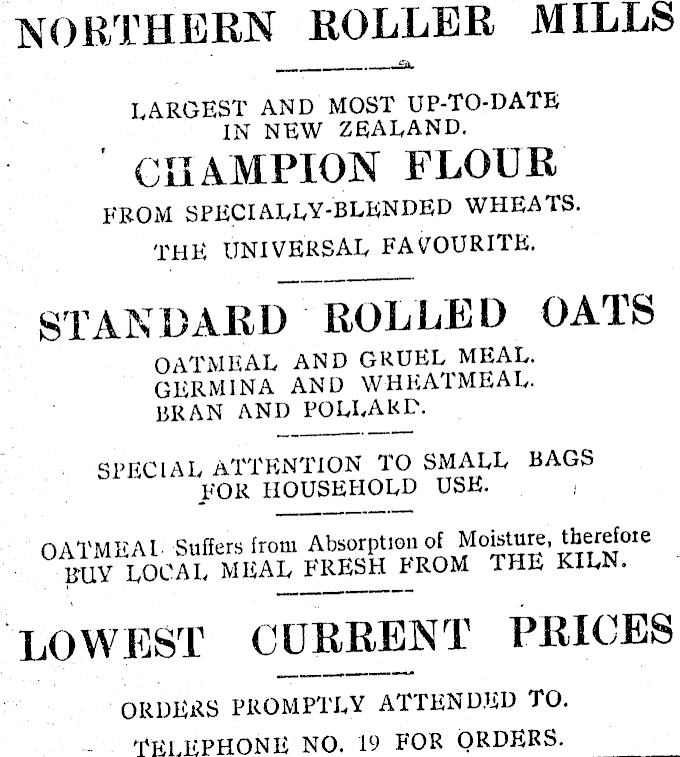 NORTHERN ROLLER MILLS
LARGEST AND MOST UP-TO-DATE
IN NEW ZEALAND.
CHAMPION FLOUR
FROM SPECIALLY-BLENDED WHEATS.
THE UNIVERSAL FAVOURITE.
STANDARD ROLLED OATS
OATMEAL AND GRUEL MEAL.
GERMINA AND WHEATMEAL.
BRAN AND POLLARD.
SPECIAL ATTENTION TO SMALL BAGS
FOR HOUSEHOLD USE.
OATMEAL Suffers from Absorption of Moisture, therefore
BUY LOCAL MEAL FRESH FROM THE KILN.
LOWEST CURRENT PRICES
ORDERS PROMPTLY ATTENDED TO.
TELEPHONE NO. 19 FOR ORDERS.